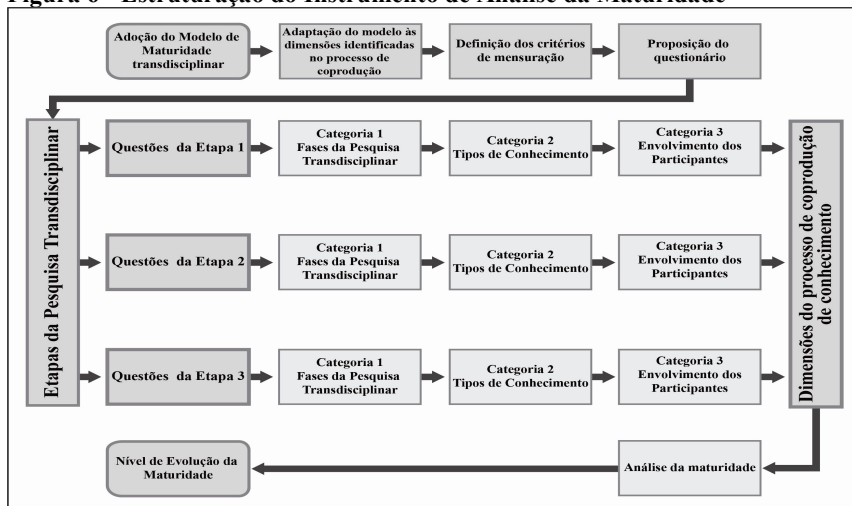 Figura 6 - Estruturação do Instrumento de Análise da Maturidade
Adoção do Modelo de
Maturidade
transdisciplinar
Adaptação do modelo às
dimensões identificadas
no processo de
coprodução
Definição dos critérios
de mensuração
Proposição do
questionário
Etapas da Pesquisa Transdisciplinar
Questões da Etapa 1
Categoria 1
Fases da Pesquisa
Transdisciplinar
Categoria 2
Tipos de Conhecimento
Categoria 3
Envolvimento dos
Participantes
Questões da Etapa 2
Categoria 1
Fases da Pesquisa
Transdisciplinar
Categoria 2
Tipos de Conhecimento
Categoria 3
Envolvimento dos
Participantes
Questões da Etapa 3
Categoria 1
Fases da Pesquisa
Transdisciplinar
Categoria 2
Tipos de Conhecimento
Categoria 3
Envolvimento dos
Participantes
Dimensões do processo de coprodução
de conhecimento
Nível de Evolução da
Maturidade
Análise da maturidade